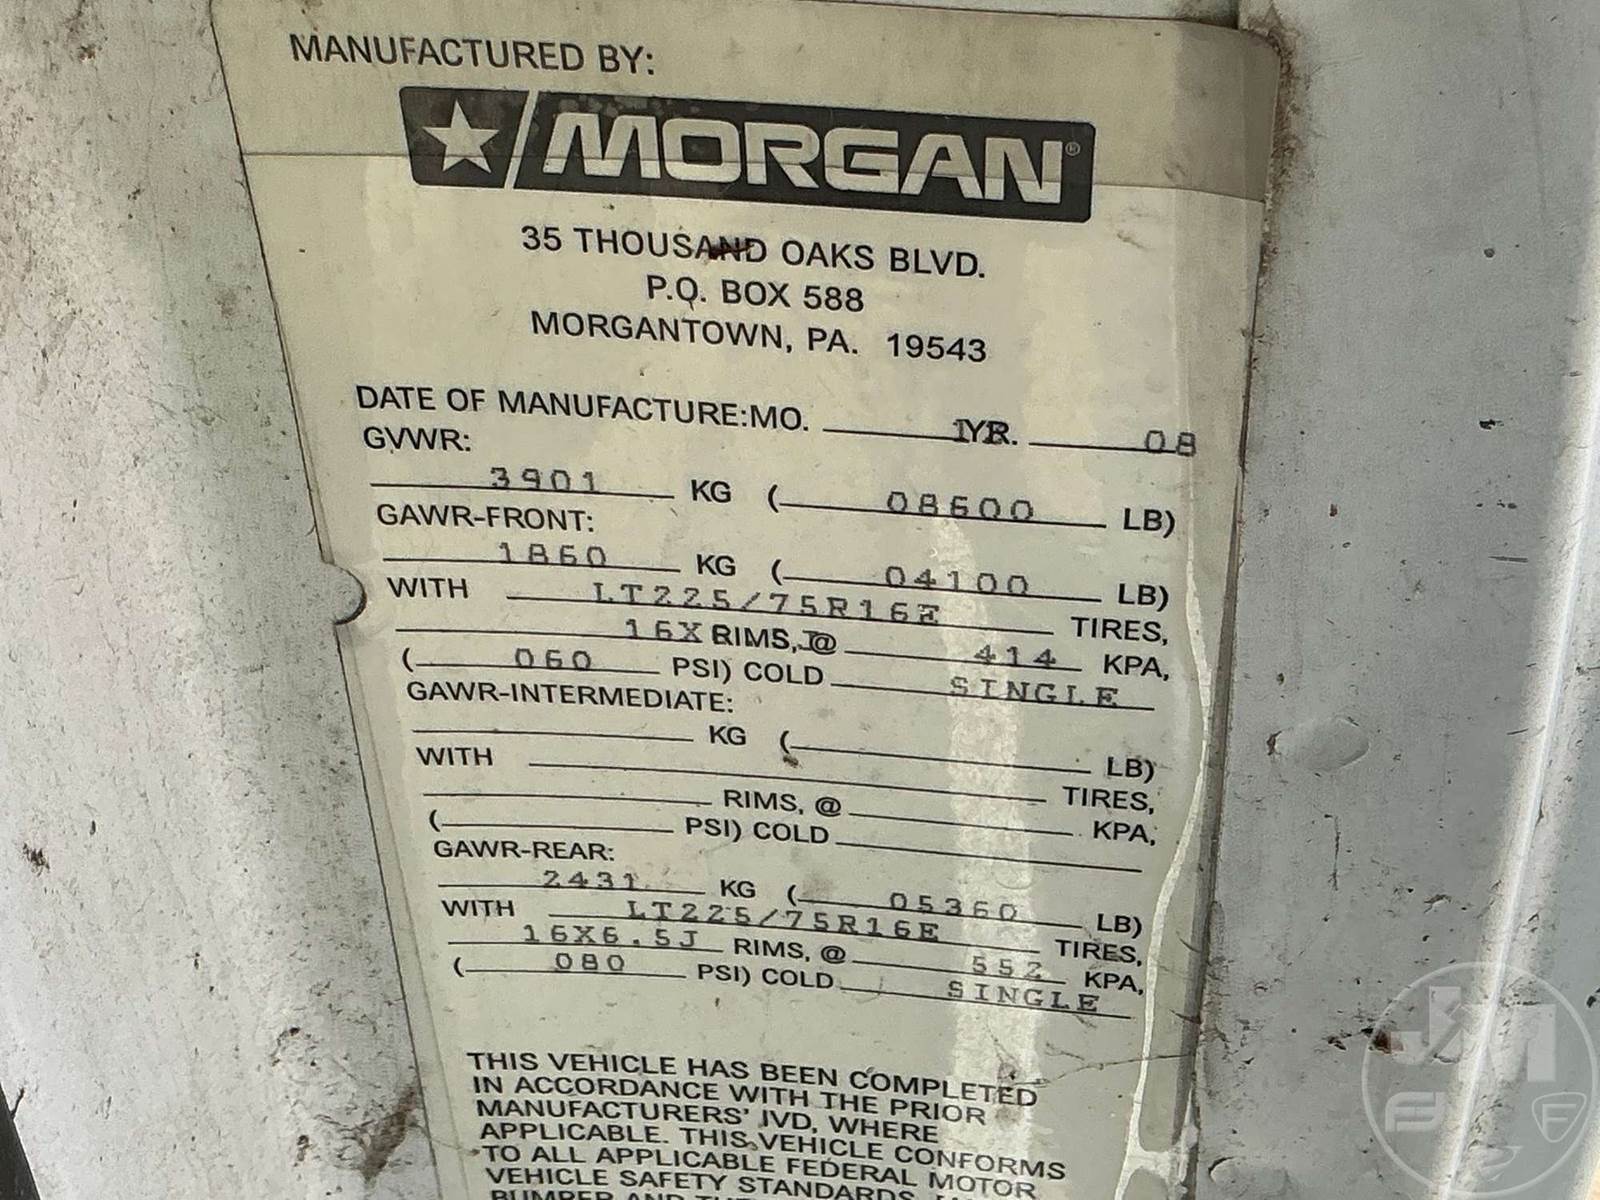 MANUFACTURED BY:
MORGAN®
35 THOUSAND OAKS BLVD.
P.O. BOX 588
MORGANTOWN, PA. 19543
DATE OF MANUFACTURE:MO. 1YR. 08
GVWR:
3901 KG (08600 LB)
GAWR-FRONT:
1860 KG (04100 LB)
WITH LT225/75R16E TIRES,
16X RIMS, @ 414 KPA,
(060 PSI) COLD SINGLE
GAWR-INTERMEDIATE:
KG ( LB)
WITH TIRES,
RIMS, @ KPA,
( PSI) COLD
GAWR-REAR:
2431 KG (05360 LB)
WITH LT225/75R16E TIRES,
16X6.5J RIMS, @ 552 KPA,
(080 PSI) COLD SINGLE
THIS VEHICLE HAS BEEN COMPLETED
IN ACCORDANCE WITH THE PRIOR
MANUFACTURERS' IVD, WHERE
APPLICABLE. THIS VEHICLE CONFORMS
TO ALL APPLICABLE FEDERAL MOTOR
VEHICLE SAFETY STANDARDS,
BUMPER AND
J&M